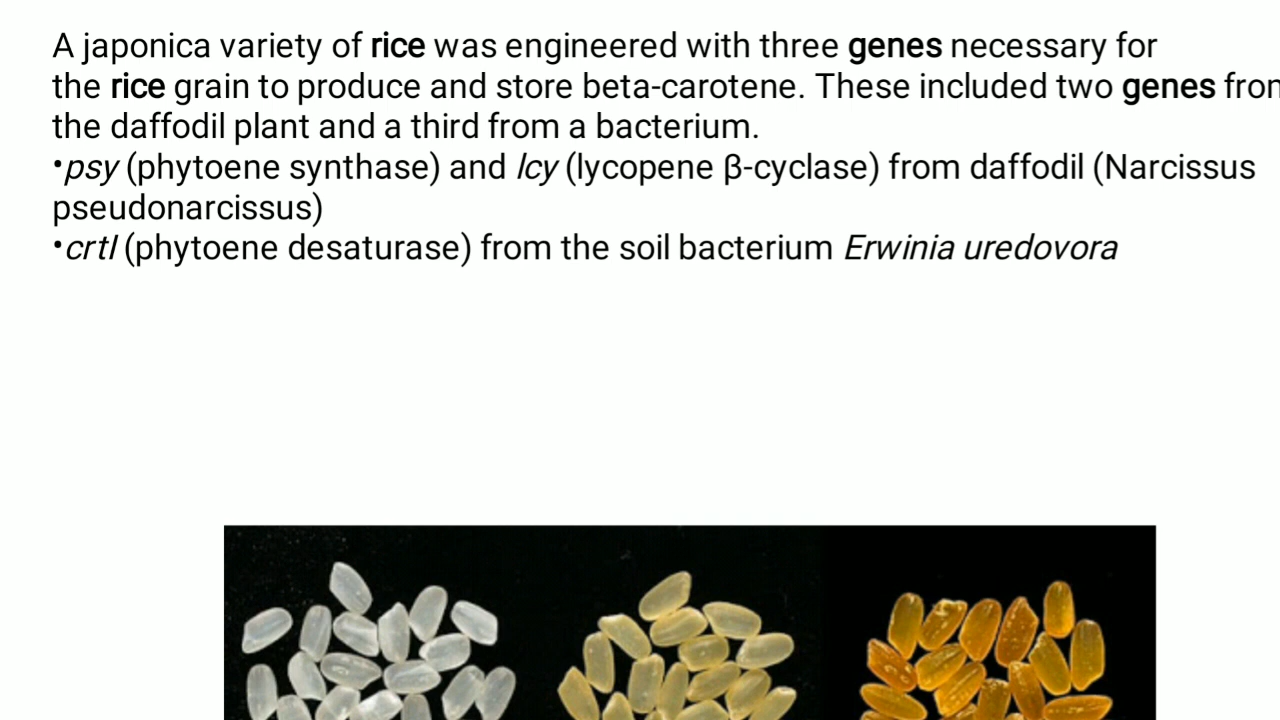 A japonica variety of rice was engineered with three genes necessary for
the rice grain to produce and store beta-carotene. These included two genes from
the daffodil plant and a third from a bacterium.
•psy (phytoene synthase) and lcy (lycopene β-cyclase) from daffodil (Narcissus
pseudonarcissus)
•crtI (phytoene desaturase) from the soil bacterium Erwinia uredovora